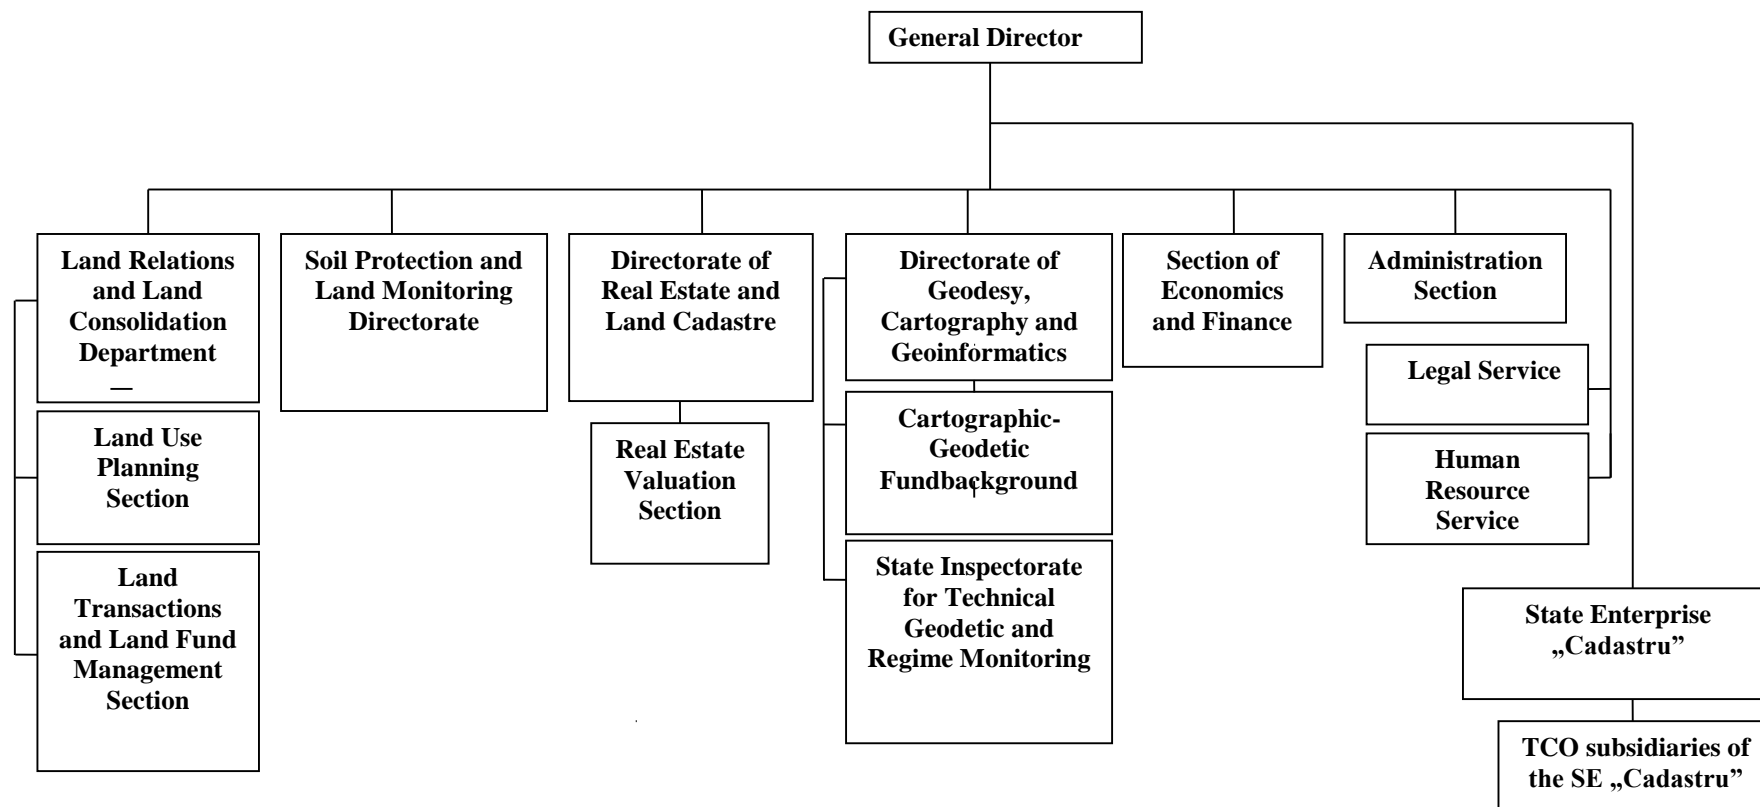 General Director
Land Relations
and Land
Consolidation
Department
Soil Protection and
Land Monitoring
Directorate
Directorate of
Real Estate and
Land Cadastre
Directorate of
Geodesy,
Cartography and
Geoinformatics
Section of
Economics
and Finance
Administration
Section
Legal Service
Human
Resource
Service
Land Use
Planning
Section
Real Estate
Valuation
Section
Cartographic-
Geodetic
Fundbackground
Land
Transactions
and Land Fund
Management
Section
State Inspectorate
for Technical
Geodetic and
Regime Monitoring
State Enterprise
„Cadastru”
TCO subsidiaries of
the SE „Cadastru”